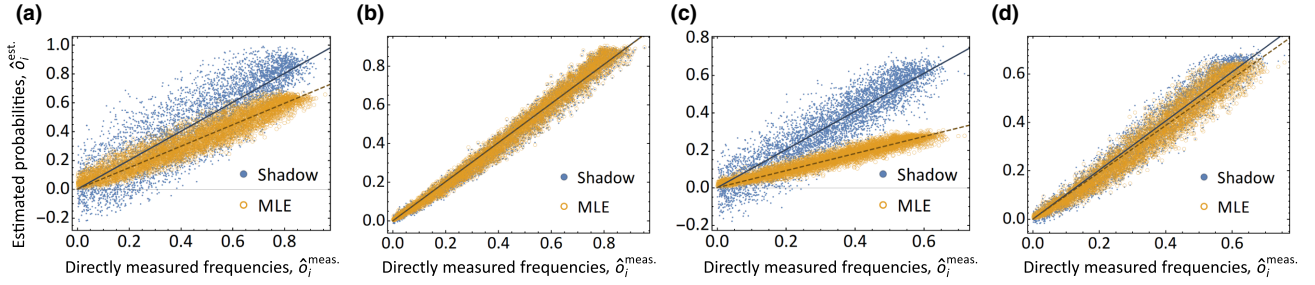 (a)
(b)
(c)
(d)
Estimated probabilities, ô_i^est.
1.0
0.8
0.6
0.4
0.2
0.0
−0.2
0.0 0.2 0.4 0.6 0.8
Shadow
MLE
Directly measured frequencies, ô_i^meas.
0.8
0.6
0.4
0.2
0.0
0.0 0.2 0.4 0.6 0.8
Shadow
MLE
Directly measured frequencies, ô_i^meas.
0.8
0.6
0.4
0.2
0.0
−0.2
0.0 0.2 0.4 0.6
Shadow
MLE
Directly measured frequencies, ô_i^meas.
0.6
0.4
0.2
0.0
0.0 0.2 0.4 0.6
Shadow
MLE
Directly measured frequencies, ô_i^meas.